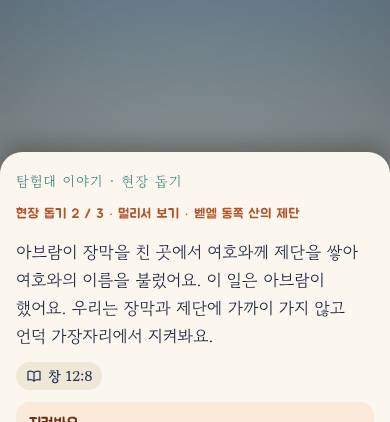 탐험대 이야기 · 현장 돕기
현장 돕기 2 / 3 · 멀리서 보기 · 벧엘 동쪽 산의 제단
아브람이 장막을 친 곳에서 여호와께 제단을 쌓아
여호와의 이름을 불렀어요. 이 일은 아브람이
했어요. 우리는 장막과 제단에 가까이 가지 않고
언덕 가장자리에서 지켜봐요.
창 12:8